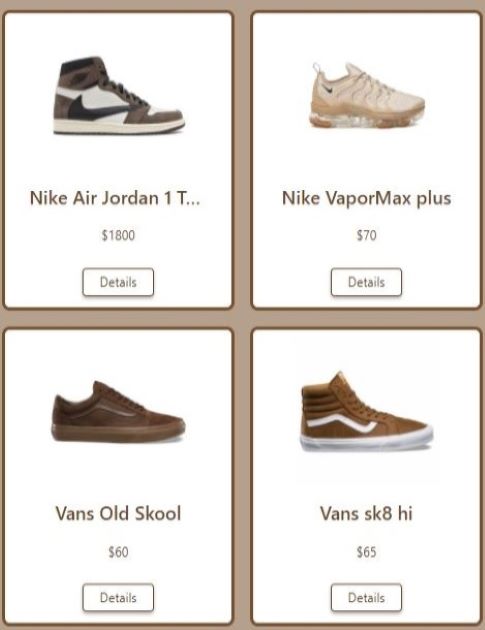 Nike Air Jordan 1 T...
$1800
Details
Nike VaporMax plus
$70
Details
Vans Old Skool
$60
Details
Vans sk8 hi
$65
Details